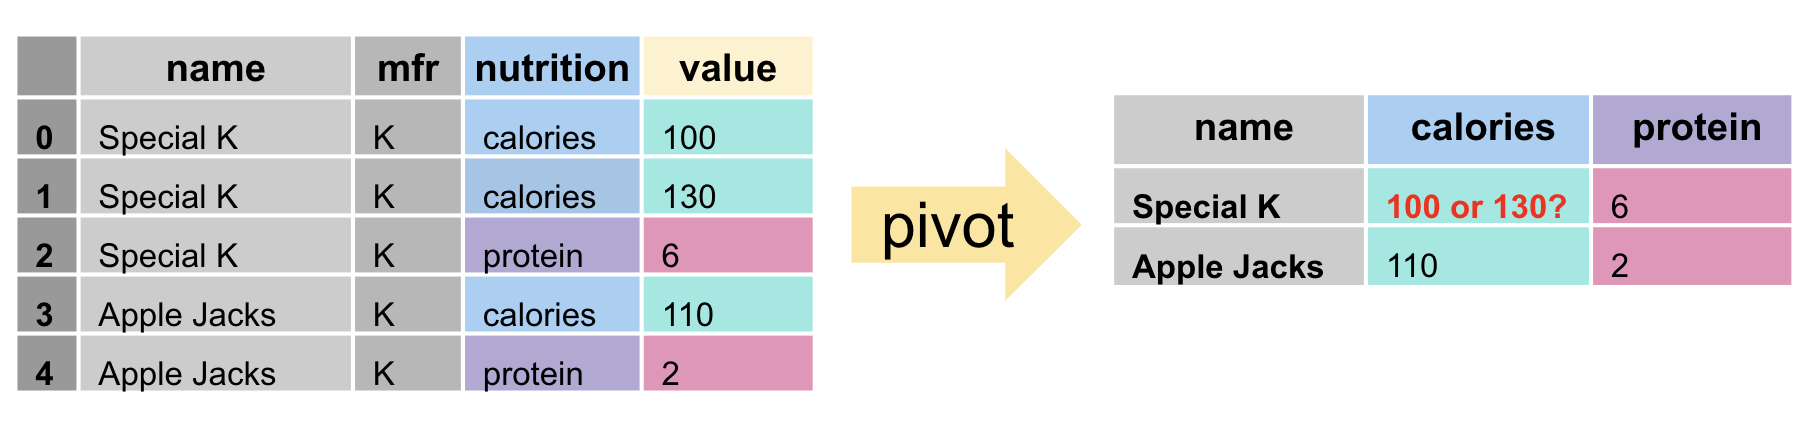 name mfr nutrition value
0 Special K K calories 100
1 Special K K calories 130
2 Special K K protein 6
3 Apple Jacks K calories 110
4 Apple Jacks K protein 2
pivot
name calories protein
Special K 100 or 130? 6
Apple Jacks 110 2